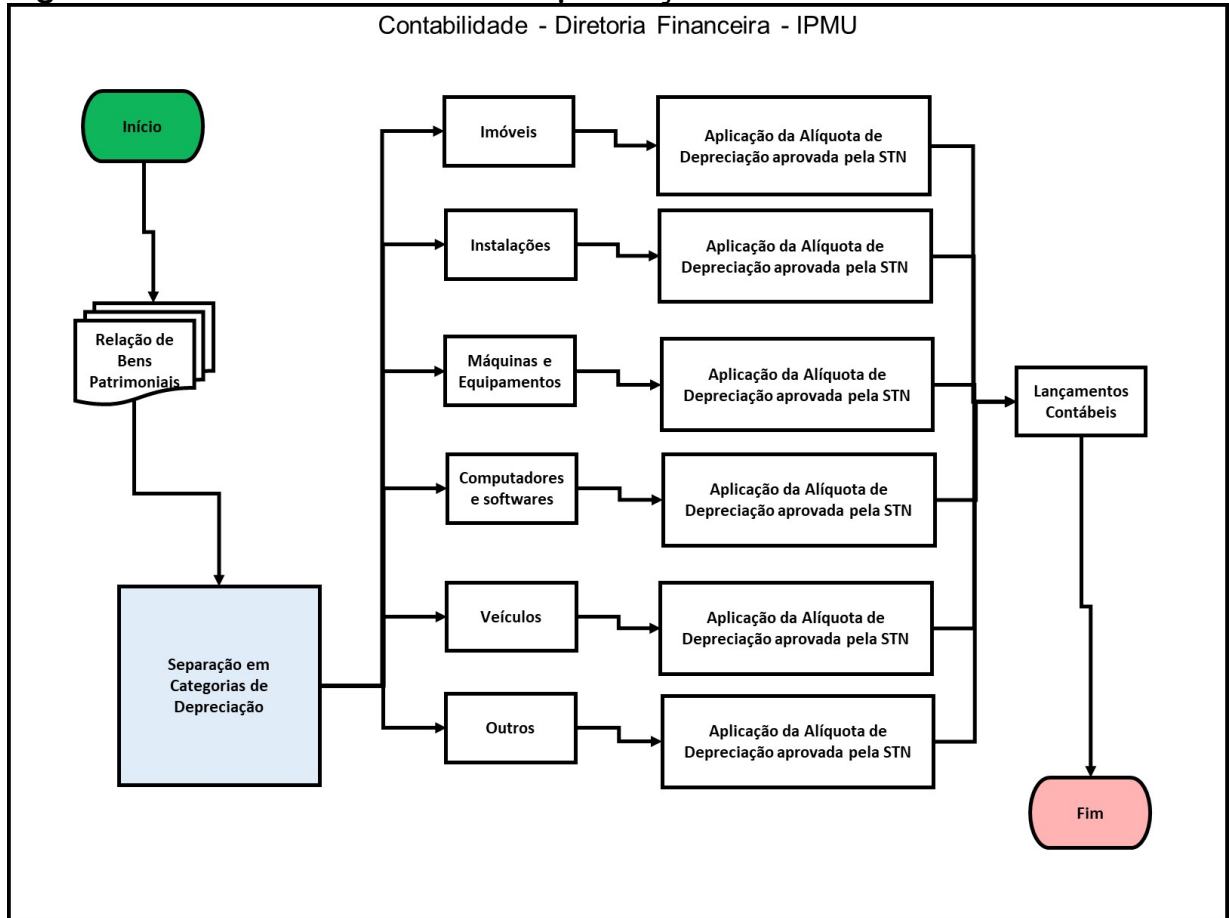 Contabilidade - Diretoria Financeira - IPMU
Início
Relação de
Bens
Patrimoniais
Separação em
Categorias de
Depreciação
Imóveis
Aplicação da Alíquota de
Depreciação aprovada pela STN
Instalações
Aplicação da Alíquota de
Depreciação aprovada pela STN
Máquinas e
Equipamentos
Aplicação da Alíquota de
Depreciação aprovada pela STN
Computadores
e softwares
Aplicação da Alíquota de
Depreciação aprovada pela STN
Veículos
Aplicação da Alíquota de
Depreciação aprovada pela STN
Outros
Aplicação da Alíquota de
Depreciação aprovada pela STN
Lançamentos
Contábeis
Fim